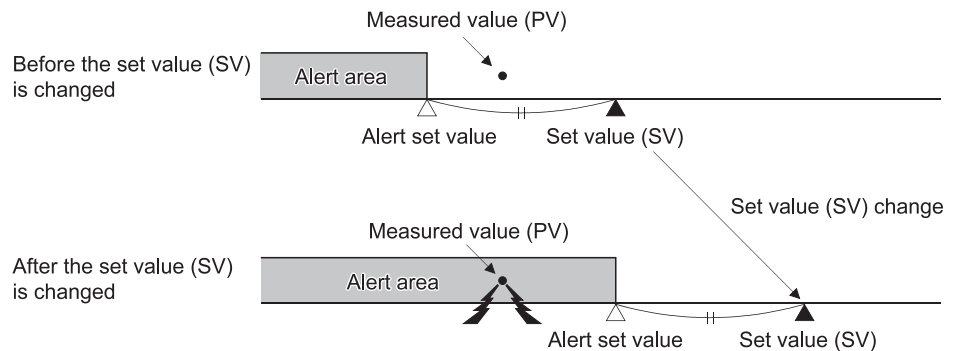 Measured value (PV)
Before the set value (SV)
is changed
Alert area
Alert set value
Set value (SV)
Set value (SV) change
Measured value (PV)
After the set value (SV)
is changed
Alert area
Alert set value
Set value (SV)